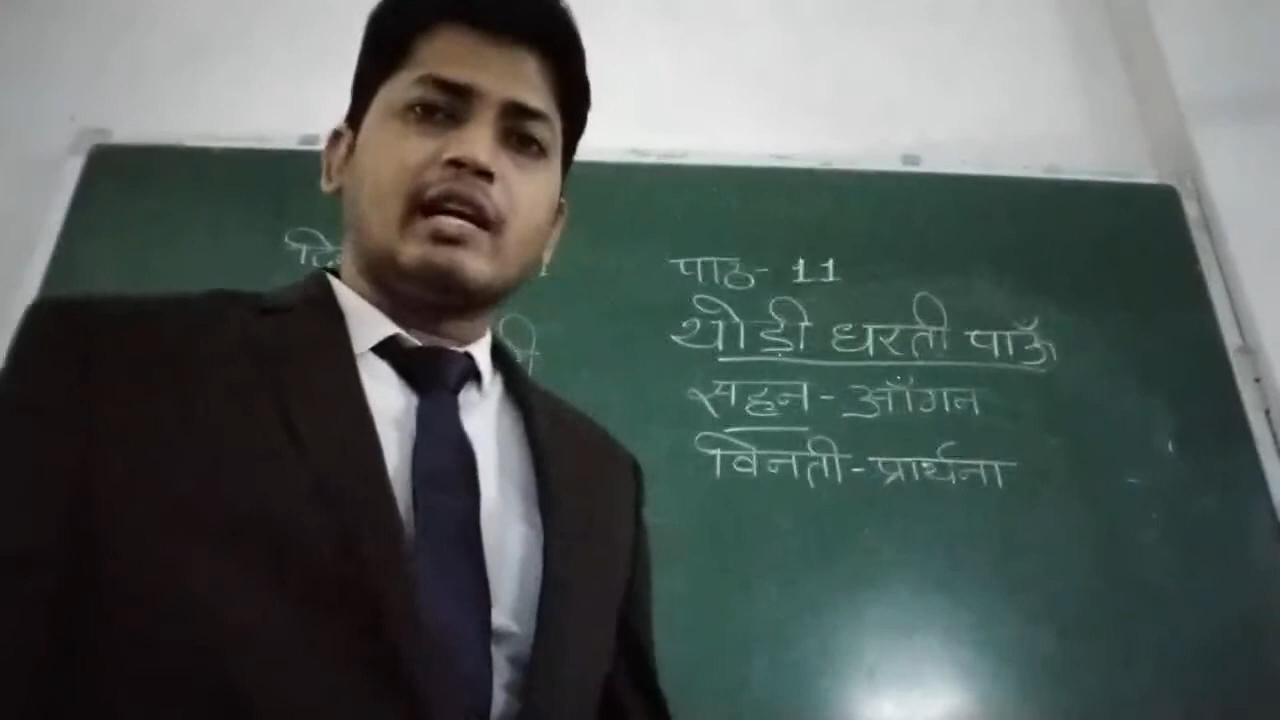 पाठ- 11
थोड़ी धरती पाऊँ
सहन - आँगन
विनती - प्रार्थना